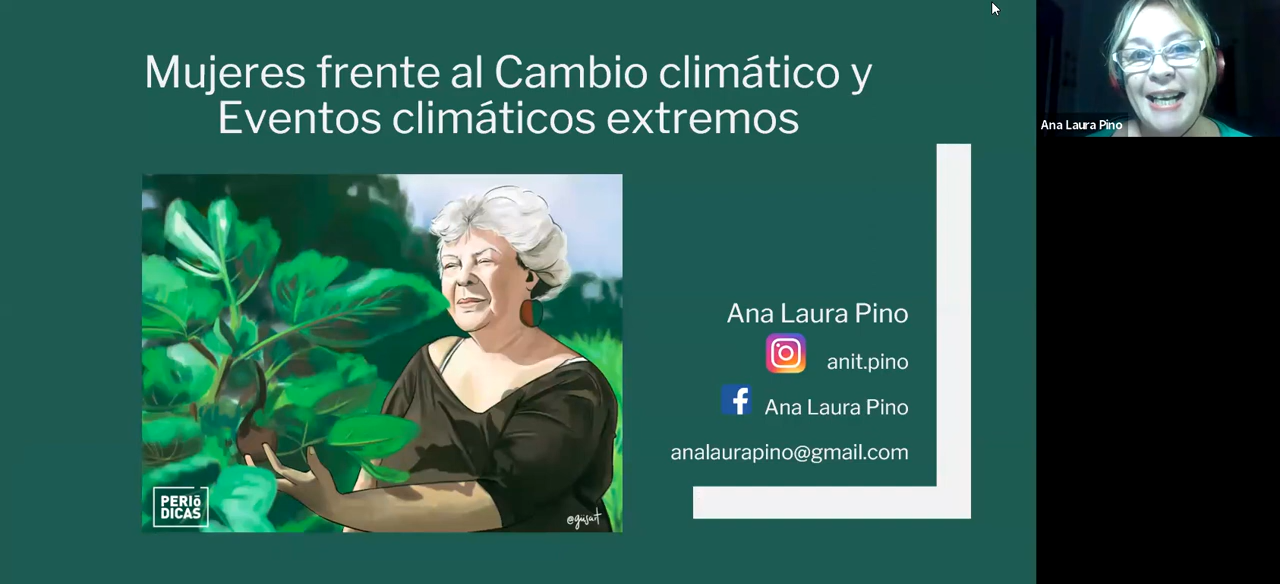 Mujeres frente al Cambio climático y
Eventos climáticos extremos
Ana Laura Pino
Ana Laura Pino
anit.pino
Ana Laura Pino
analaurapino@gmail.com
PERIō
DICAS
@gusart